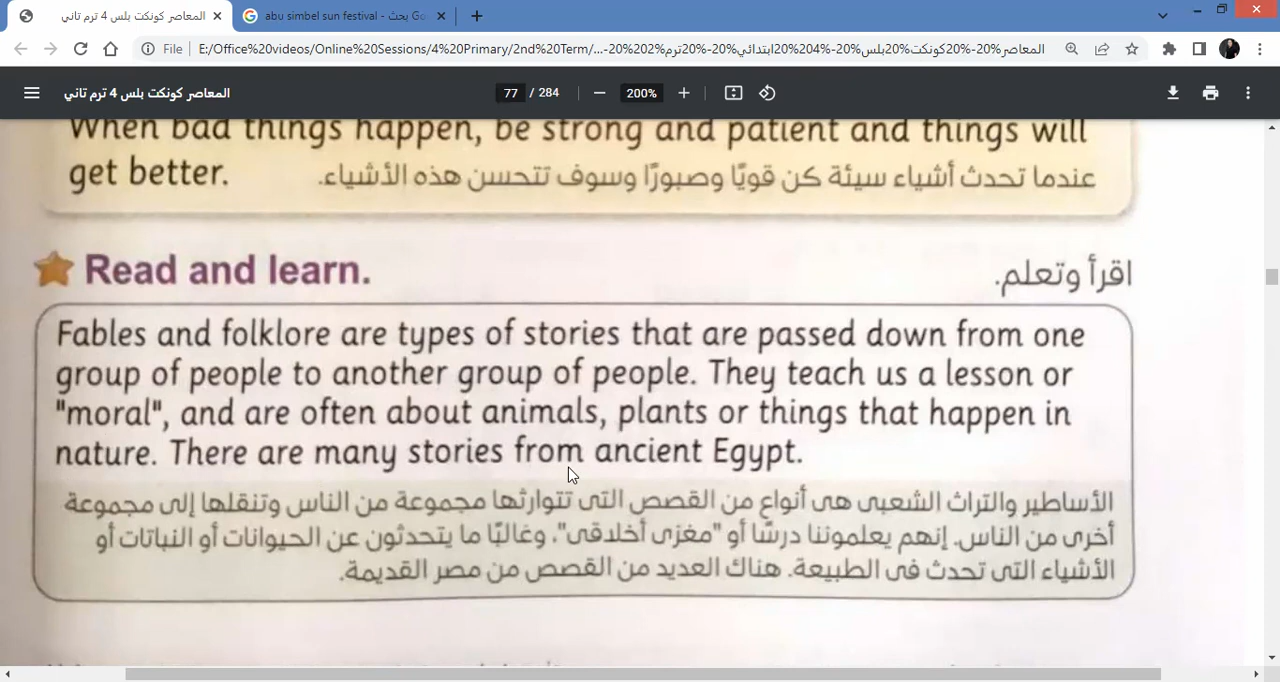 المعاصر كونكت بلس 4 ترم تاني
abu simbel sun festival - بحث Go
File
E:/Office%20videos/Online%20Sessions/4%20Primary/2nd%20Term/...المعاصر%20-%20كونكت%20بلس%20-%204%20ابتدائي%20-%20ترم%202%20-
المعاصر كونكت بلس 4 ترم تاني
77 / 284
200%
When bad things happen, be strong and patient and things will
get better.
عندما تحدث أشياء سيئة كن قويًا وصبورًا وسوف تتحسن هذه الأشياء.
Read and learn.
اقرأ وتعلم.
Fables and folklore are types of stories that are passed down from one
group of people to another group of people. They teach us a lesson or
"moral", and are often about animals, plants or things that happen in
nature. There are many stories from ancient Egypt.
الأساطير والتراث الشعبى هى أنواع من القصص التى تتوارثها مجموعة من الناس وتنقلها إلى مجموعة
أخرى من الناس. إنهم يعلموننا درسًا أو "مغزى أخلاقى"، وغالبًا ما يتحدثون عن الحيوانات أو النباتات أو
الأشياء التى تحدث فى الطبيعة. هناك العديد من القصص من مصر القديمة.